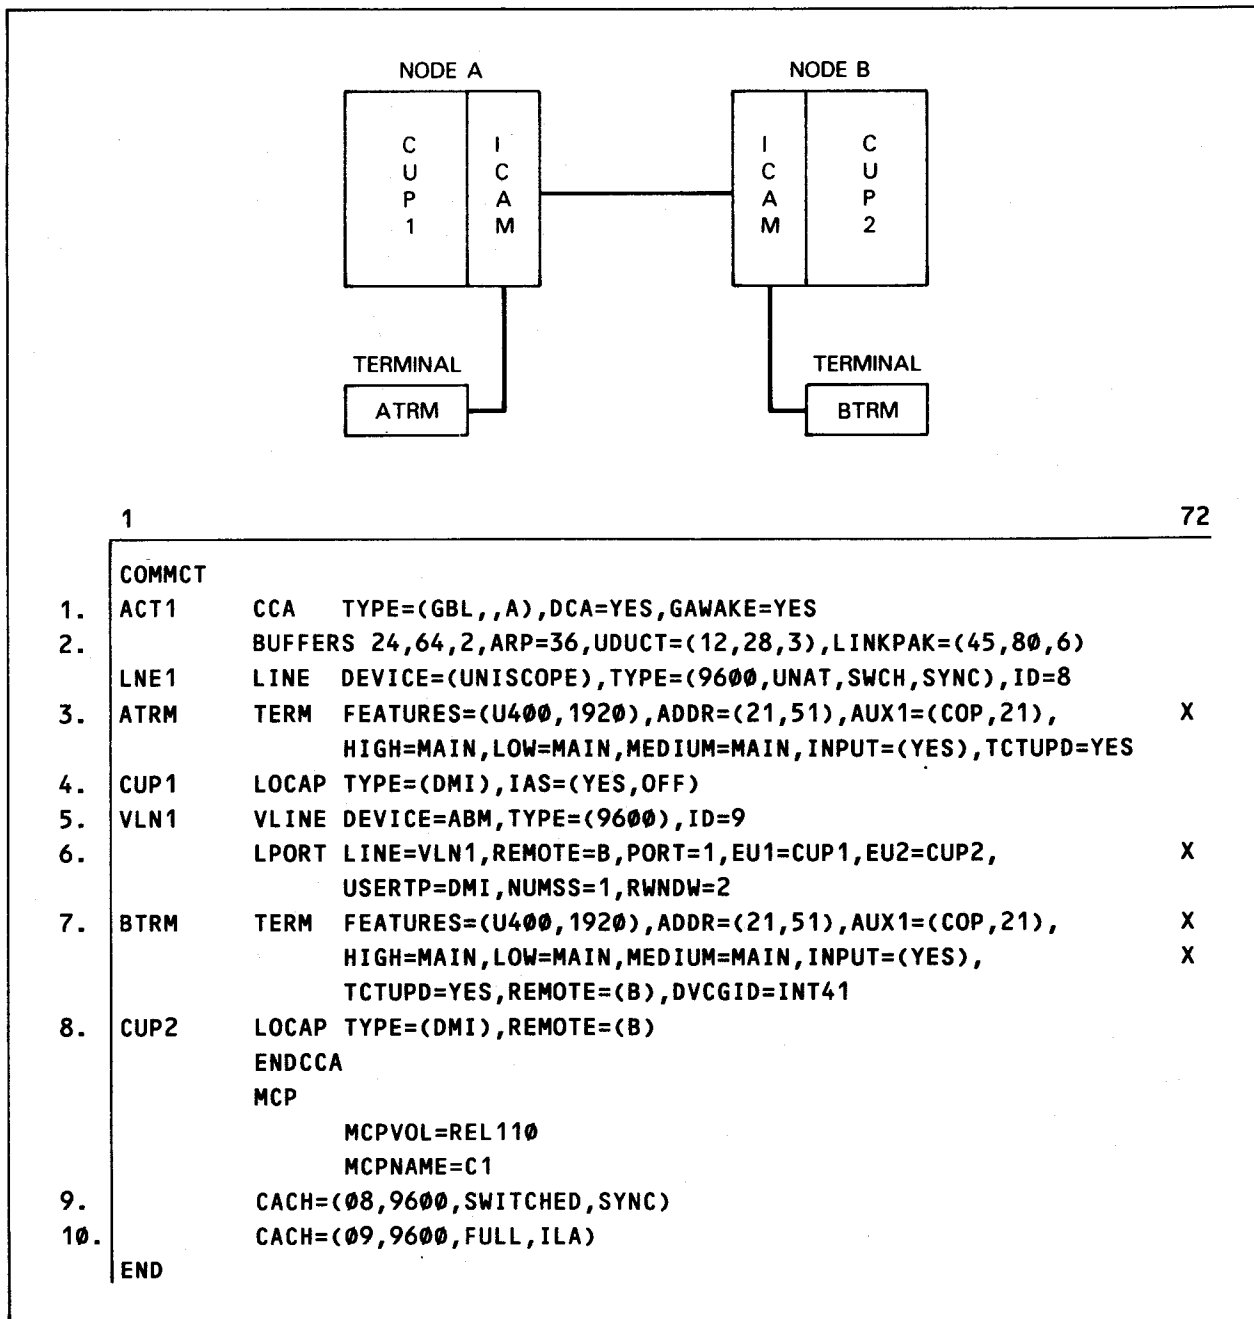 NODE A NODE B
CUP1 ICAM ICAM CUP2
TERMINAL TERMINAL
ATRM BTRM
1 72
COMMCT
1. ACT1 CCA TYPE=(GBL,,A),DCA=YES,GAWAKE=YES
2. BUFFERS 24,64,2,ARP=36,UDUCT=(12,28,3),LINKPAK=(45,80,6)
LNE1 LINE DEVICE=(UNISCOPE),TYPE=(9600,UNAT,SWCH,SYNC),ID=8
3. ATRM TERM FEATURES=(U400,1920),ADDR=(21,51),AUX1=(COP,21), X
HIGH=MAIN,LOW=MAIN,MEDIUM=MAIN,INPUT=(YES),TCTUPD=YES
4. CUP1 LOCAP TYPE=(DMI),IAS=(YES,OFF)
5. VLN1 VLINE DEVICE=ABM,TYPE=(9600),ID=9
6. LPORT LINE=VLN1,REMOTE=B,PORT=1,EU1=CUP1,EU2=CUP2, X
USERTP=DMI,NUMSS=1,RWNDW=2
7. BTRM TERM FEATURES=(U400,1920),ADDR=(21,51),AUX1=(COP,21), X
HIGH=MAIN,LOW=MAIN,MEDIUM=MAIN,INPUT=(YES), X
TCTUPD=YES,REMOTE=(B),DVCGID=INT41
8. CUP2 LOCAP TYPE=(DMI),REMOTE=(B)
ENDCCA
MCP
MCPVOL=REL110
MCPNAME=C1
9. CACH=(08,9600,SWITCHED,SYNC)
10. CACH=(09,9600,FULL,ILA)
END